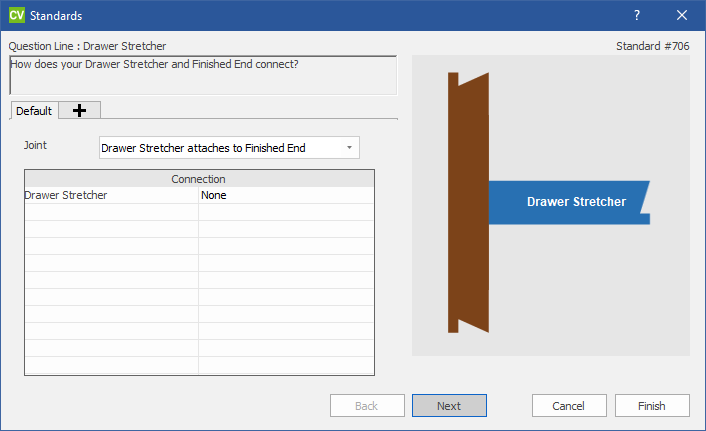 CV Standards
Question Line : Drawer Stretcher
Standard #706
How does your Drawer Stretcher and Finished End connect?
Default
Joint
Drawer Stretcher attaches to Finished End
Connection
Drawer Stretcher None
Drawer Stretcher
Back
Next
Cancel
Finish